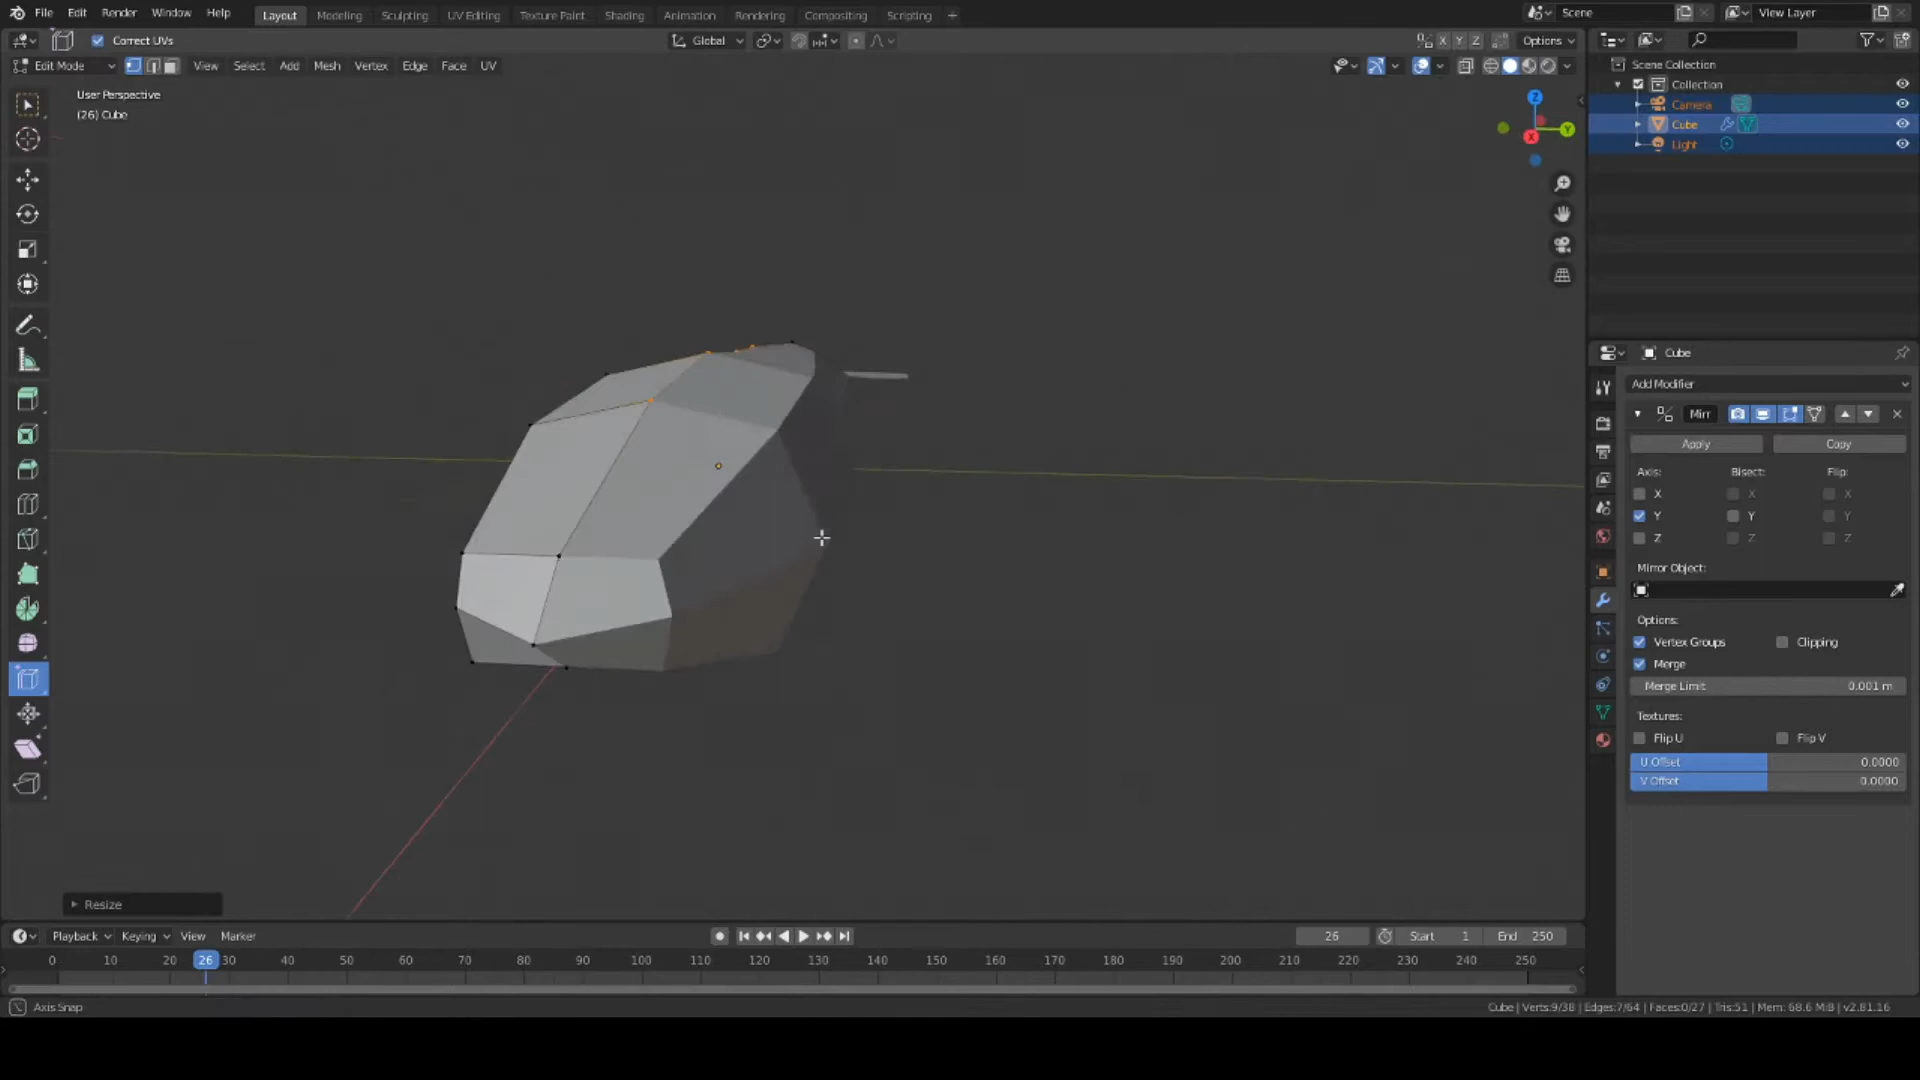 File Edit Render Window Help Layout Modeling Sculpting UV Editing Texture Paint Shading Animation Rendering Compositing Scripting + Scene View Layer
Correct UVs Global X Y Z Options
Edit Mode View Select Add Mesh Vertex Edge Face UV
User Perspective
(26) Cube
Z
Y
X
Scene Collection
Collection
Camera
Cube
Light
Cube
Add Modifier
Mirr
Apply Copy
Axis: Bisect: Flip:
X X X
Y Y Y
Z Z Z
Mirror Object:
Options:
Vertex Groups Clipping
Merge
Merge Limit 0.001 m
Textures:
Flip U Flip V
U Offset 0.0000
V Offset 0.0000
Resize
Playback Keying View Marker 26 Start 1 End 250
0 10 20 26 30 40 50 60 70 80 90 100 110 120 130 140 150 160 170 180 190 200 210 220 230 240 250
Axis Snap Cube | Verts:9/38 | Edges:7/64 | Faces:0/27 | Tris:51 | Mem: 68.6 MiB | v2.81.16